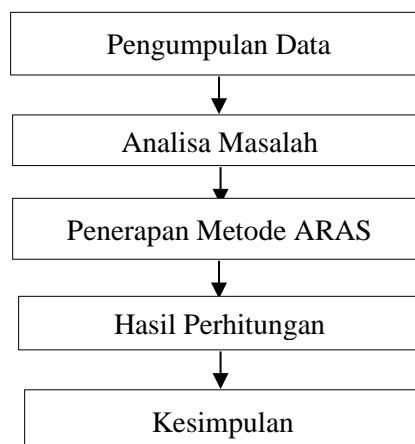 Pengumpulan Data
Analisa Masalah
Penerapan Metode ARAS
Hasil Perhitungan
Kesimpulan